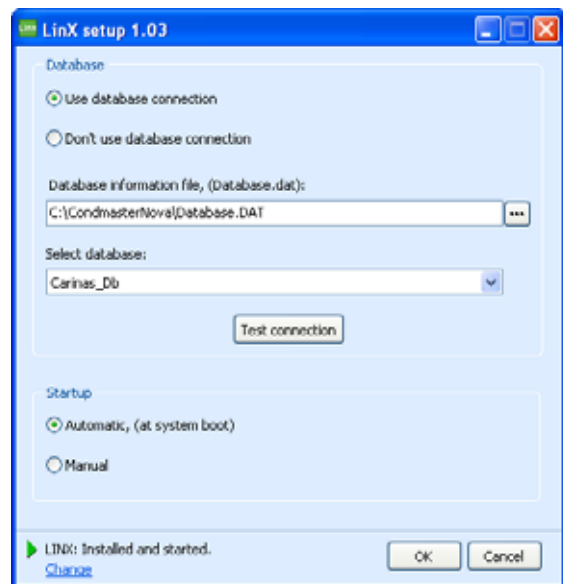 LinX setup 1.03
Database
Use database connection
Don't use database connection
Database information file, (Database.dat):
C:\CondmasterNova\Database.DAT
...
Select database:
Carinas_Db
Test connection
Startup
Automatic, (at system boot)
Manual
LINX: Installed and started.
Change
OK
Cancel